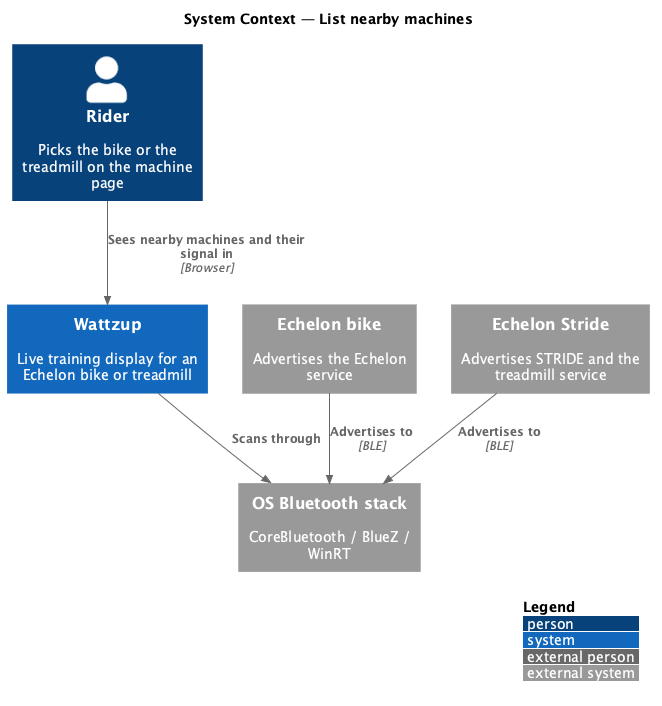 System Context — List nearby machines
Rider
Picks the bike or the
treadmill on the machine
page
Sees nearby machines and their
signal in
[Browser]
Wattzup
Live training display for an
Echelon bike or treadmill
Echelon bike
Advertises the Echelon
service
Echelon Stride
Advertises STRIDE and the
treadmill service
Scans through
Advertises to
[BLE]
Advertises to
[BLE]
OS Bluetooth stack
CoreBluetooth / BlueZ /
WinRT
Legend
person
system
external person
external system